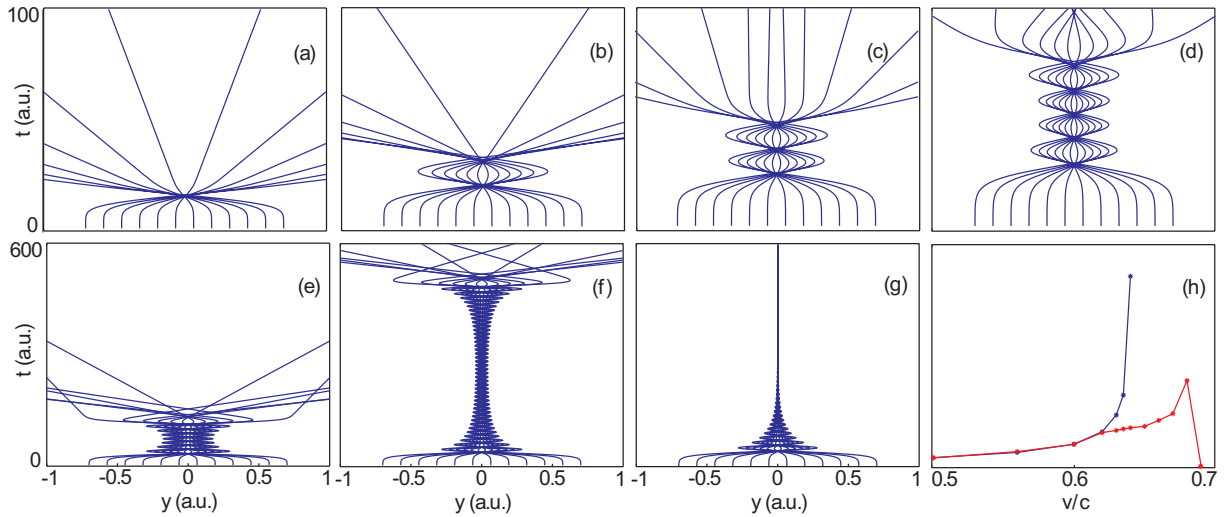 100
t (a.u.)
0
(a)
(b)
(c)
(d)
600
t (a.u.)
0
(e)
(f)
(g)
(h)
-1 -0.5 0 0.5 1
y (a.u.)
-1 -0.5 0 0.5 1
y (a.u.)
-1 -0.5 0 0.5 1
y (a.u.)
0.5 0.6 0.7
v/c